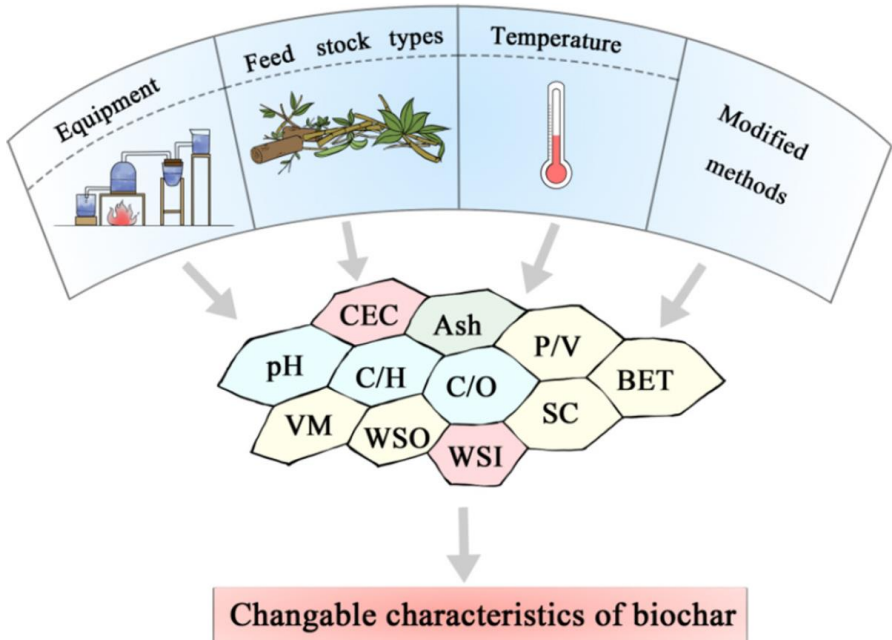 Equipment
Feed stock types
Temperature
Modified
methods
CEC
Ash
P/V
pH
C/H
C/O
BET
VM
WSO
WSI
SC
Changable characteristics of biochar